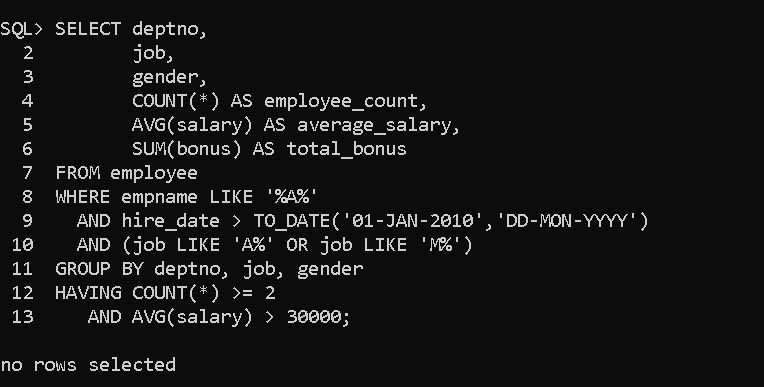 SQL> SELECT deptno,
  2         job,
  3         gender,
  4         COUNT(*) AS employee_count,
  5         AVG(salary) AS average_salary,
  6         SUM(bonus) AS total_bonus
  7  FROM employee
  8  WHERE empname LIKE '%A%'
  9    AND hire_date > TO_DATE('01-JAN-2010','DD-MON-YYYY')
 10    AND (job LIKE 'A%' OR job LIKE 'M%')
 11  GROUP BY deptno, job, gender
 12  HAVING COUNT(*) >= 2
 13     AND AVG(salary) > 30000;
no rows selected